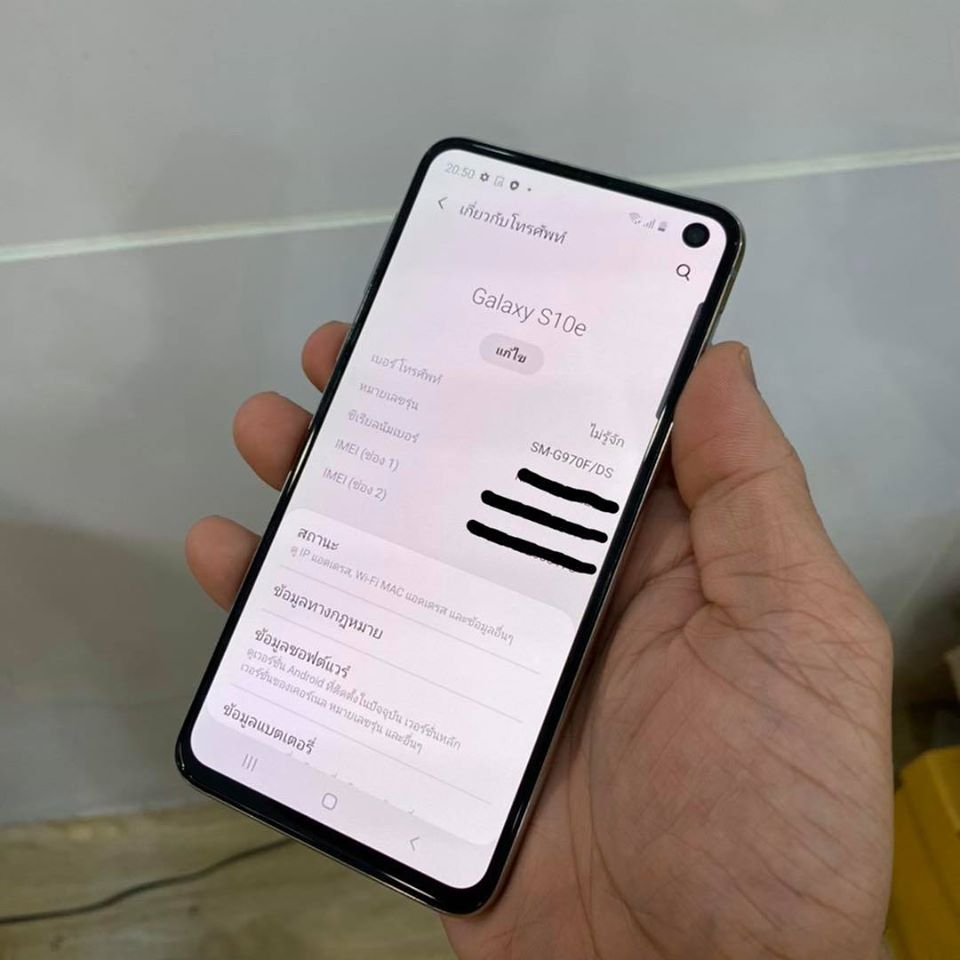 20:50
เกี่ยวกับโทรศัพท์
Galaxy S10e
แก้ไข
เบอร์โทรศัพท์ ไม่รู้จัก
หมายเลขรุ่น SM-G970F/DS
ซีเรียลนัมเบอร์
IMEI (ช่อง 1)
IMEI (ช่อง 2)
สถานะ
ดู IP แอดเดรส, Wi-Fi MAC แอดเดรส และข้อมูลอื่นๆ
ข้อมูลทางกฎหมาย
ข้อมูลซอฟต์แวร์
ดูเวอร์ชั่น Android ที่ติดตั้งในปัจจุบัน เวอร์ชั่นหลัก
เวอร์ชั่นของเคอร์เนล หมายเลขรุ่น และอื่นๆ
ข้อมูลแบตเตอรี่